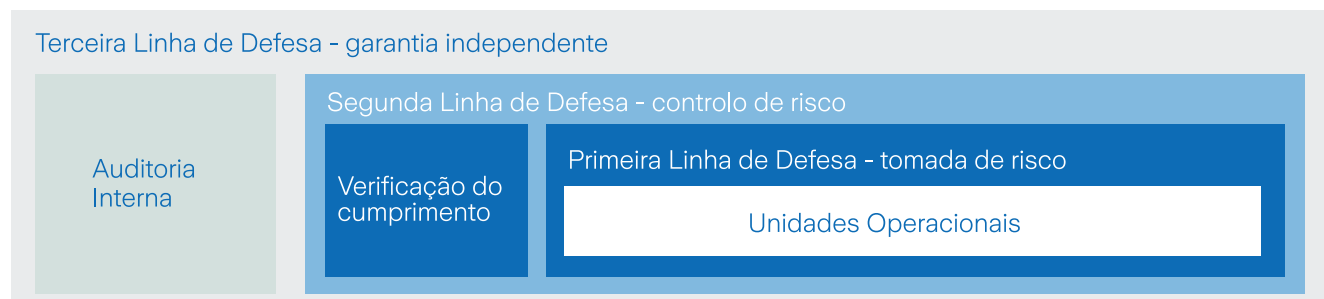 Terceira Linha de Defesa - garantia independente
Auditoria
Interna
Segunda Linha de Defesa - controlo de risco
Verificação do
cumprimento
Primeira Linha de Defesa - tomada de risco
Unidades Operacionais